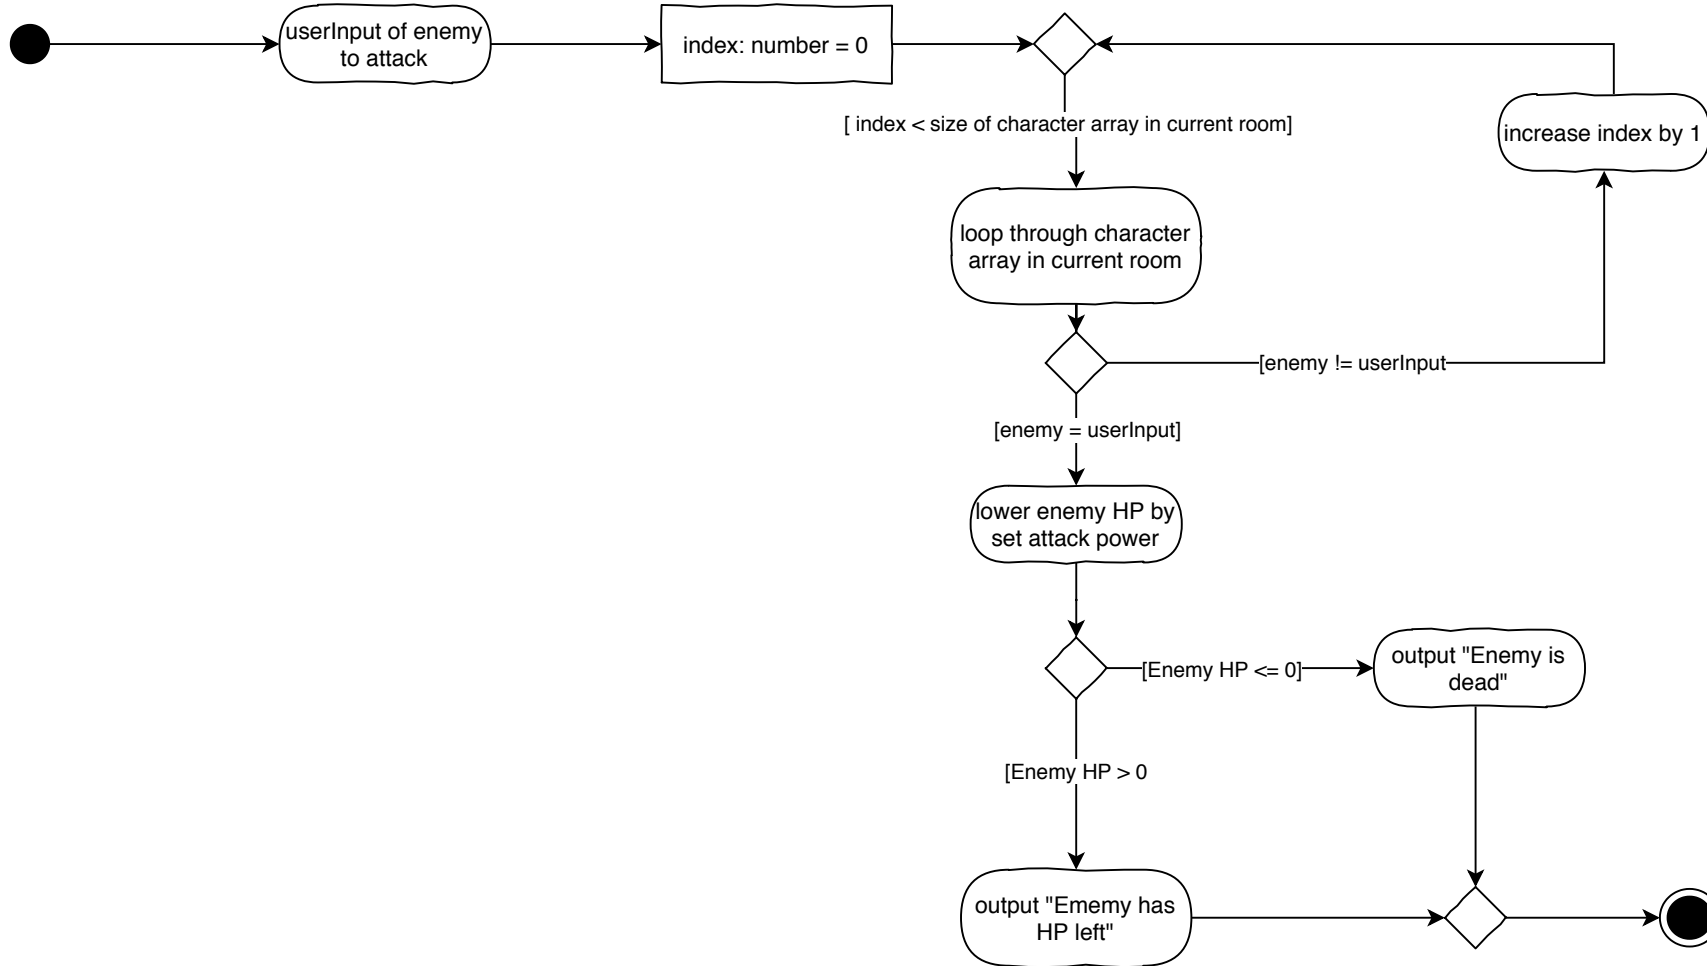 userInput of enemy
to attack
index: number = 0
[ index < size of character array in current room]
increase index by 1
loop through character
array in current room
[enemy != userInput
[enemy = userInput]
lower enemy HP by
set attack power
[Enemy HP <= 0]
output "Enemy is
dead"
[Enemy HP > 0
output "Ememy has
HP left"